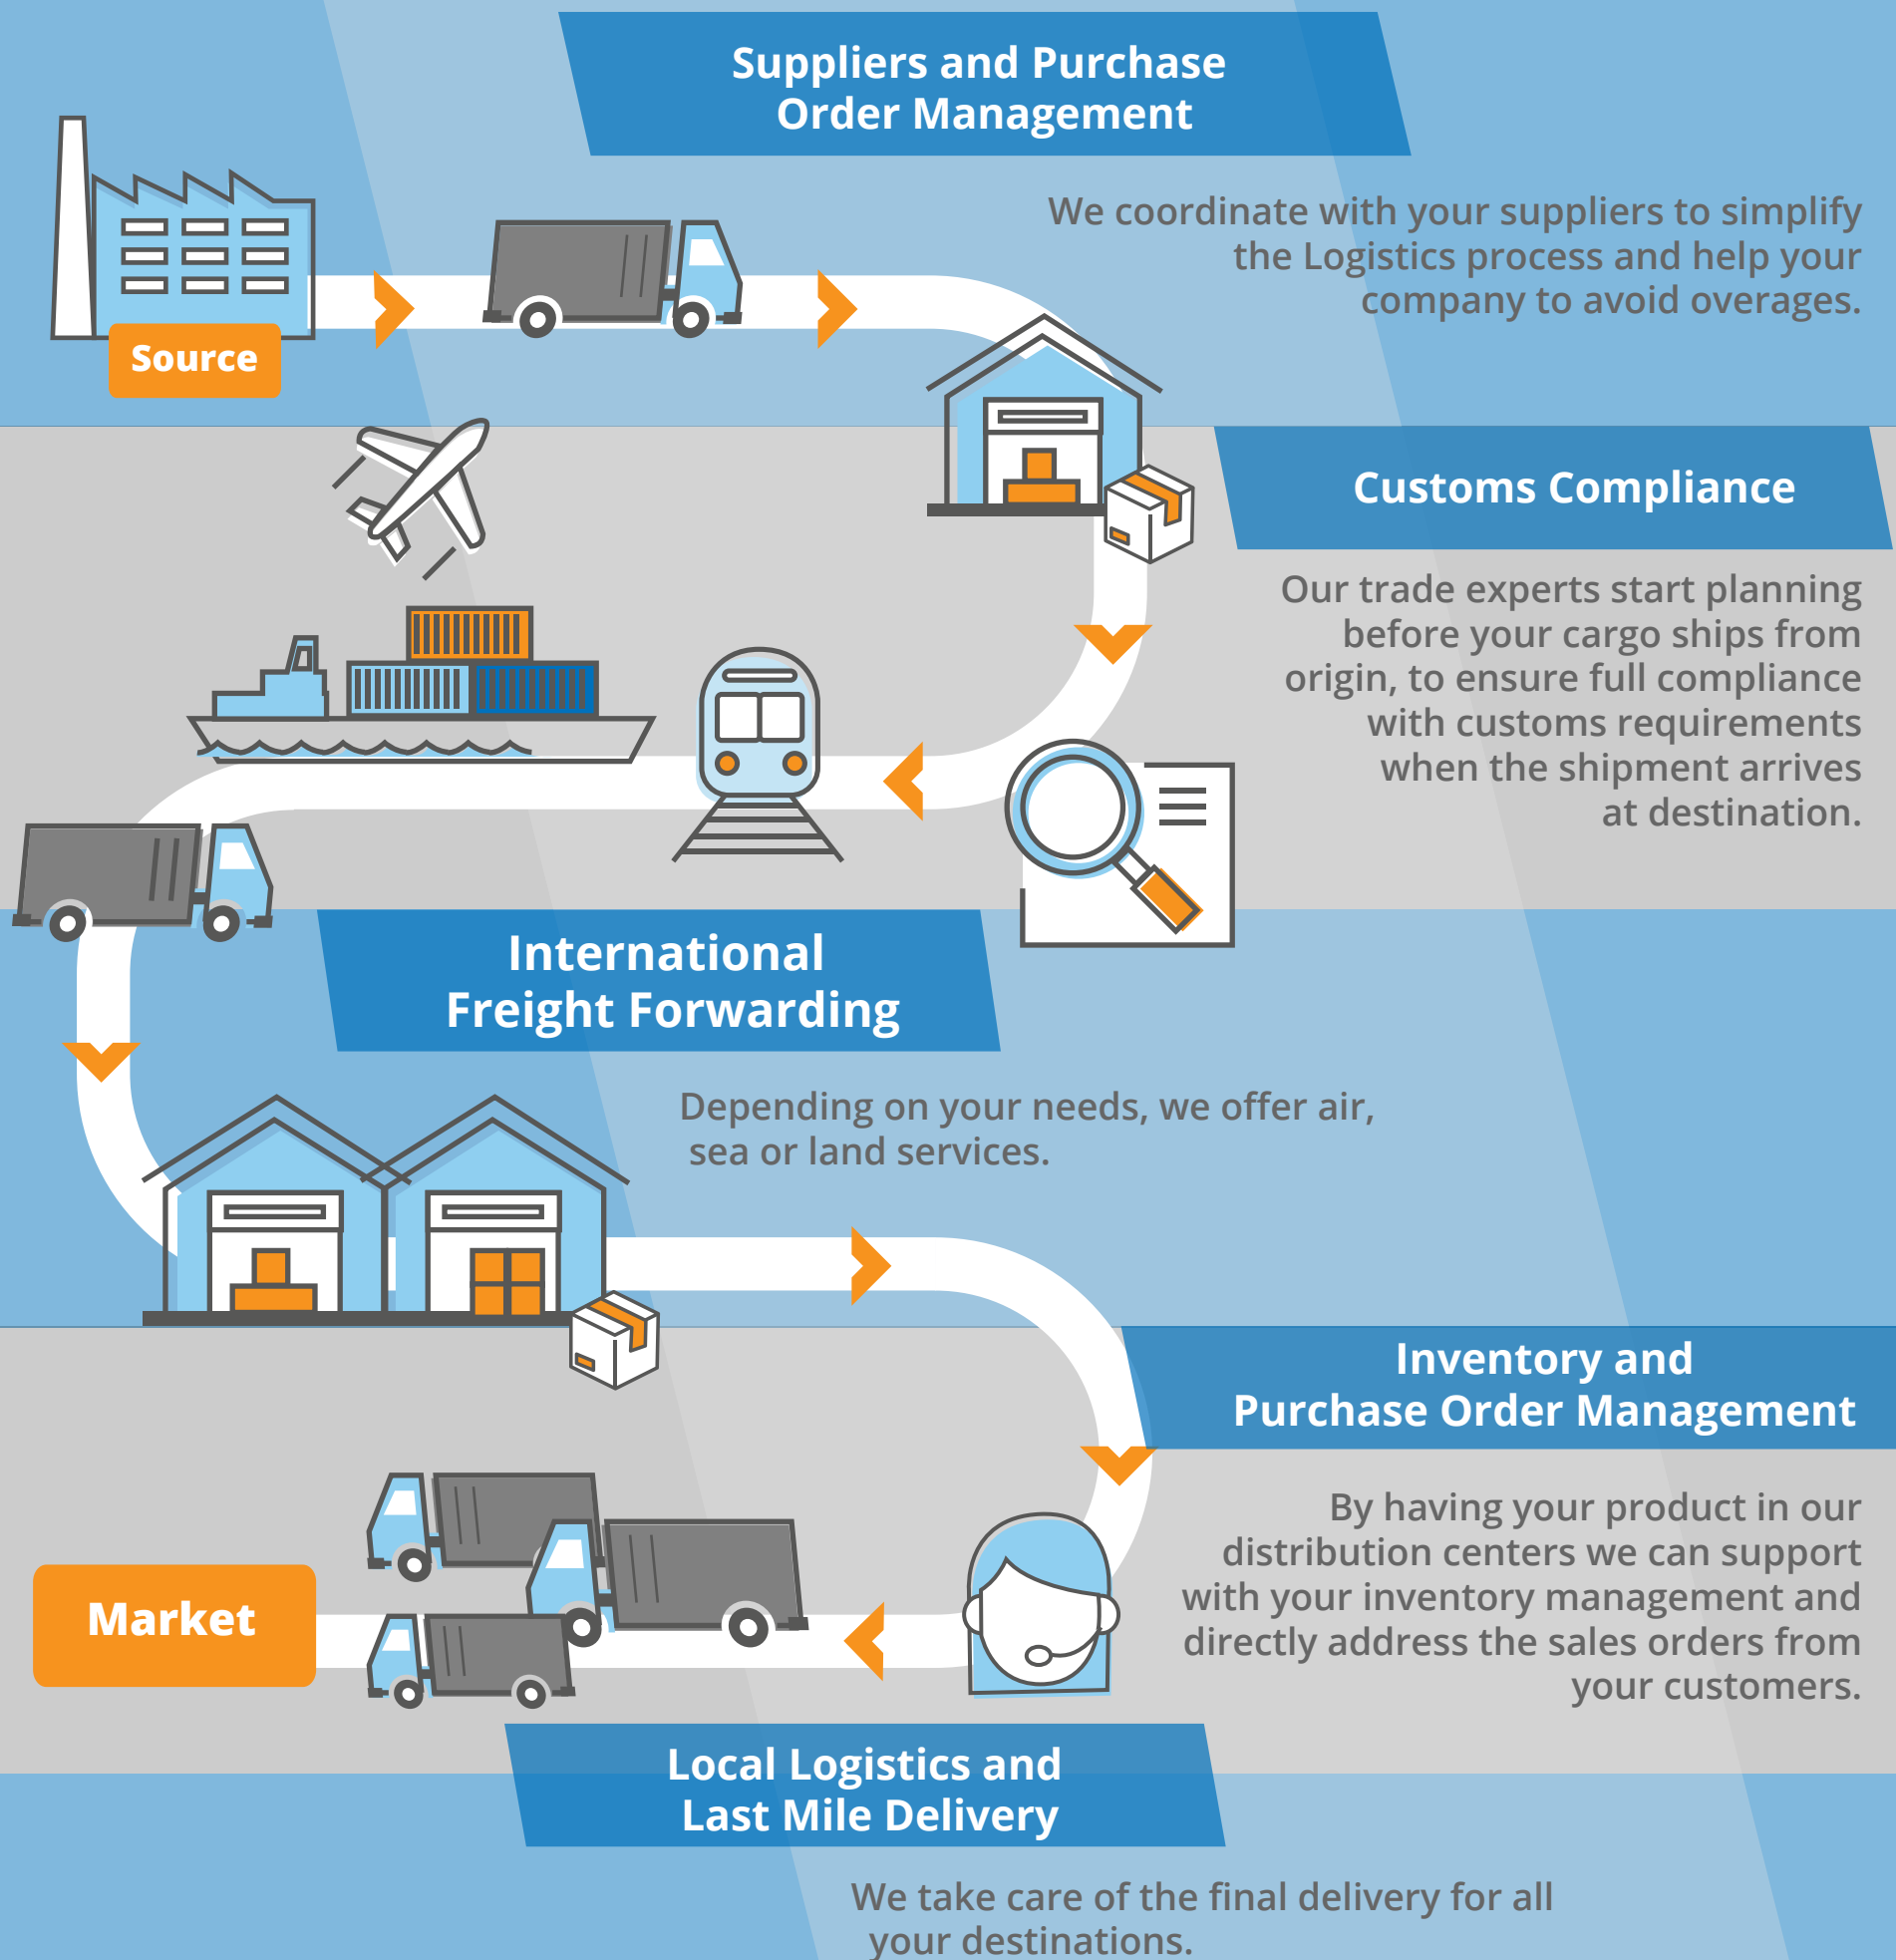 Suppliers and Purchase
Order Management
We coordinate with your suppliers to simplify
the Logistics process and help your
company to avoid overages.
Source
Customs Compliance
Our trade experts start planning
before your cargo ships from
origin, to ensure full compliance
with customs requirements
when the shipment arrives
at destination.
International
Freight Forwarding
Depending on your needs, we offer air,
sea or land services.
Inventory and
Purchase Order Management
By having your product in our
distribution centers we can support
with your inventory management and
directly address the sales orders from
your customers.
Market
Local Logistics and
Last Mile Delivery
We take care of the final delivery for all
your destinations.